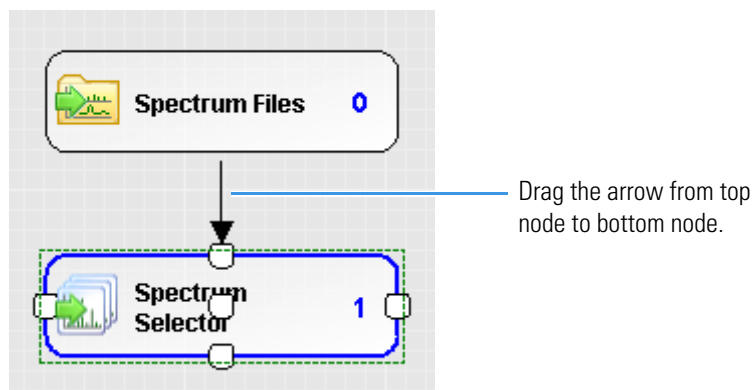 Spectrum Files 0
Drag the arrow from top
node to bottom node.
Spectrum
Selector 1